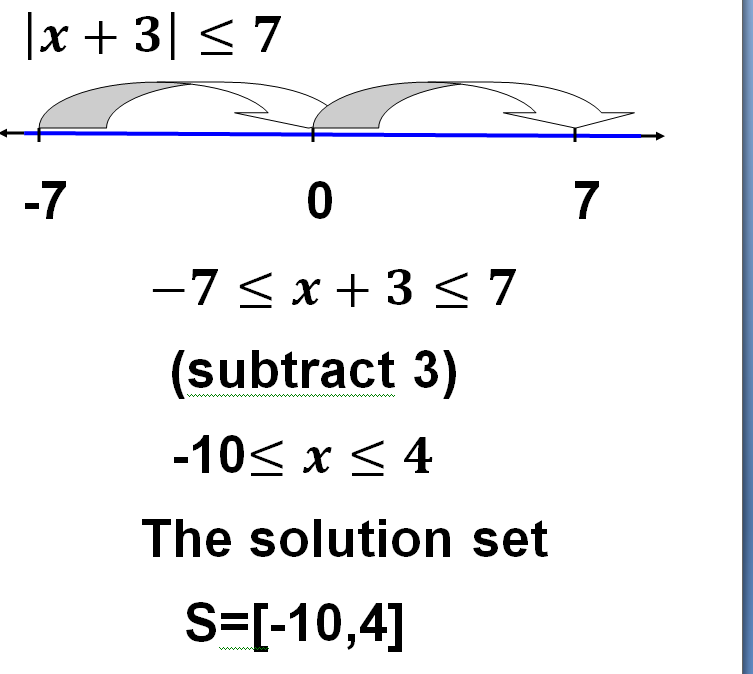 |x + 3| ≤ 7
-7 0 7
−7 ≤ x + 3 ≤ 7
(subtract 3)
-10≤ x ≤ 4
The solution set
S=[-10,4]